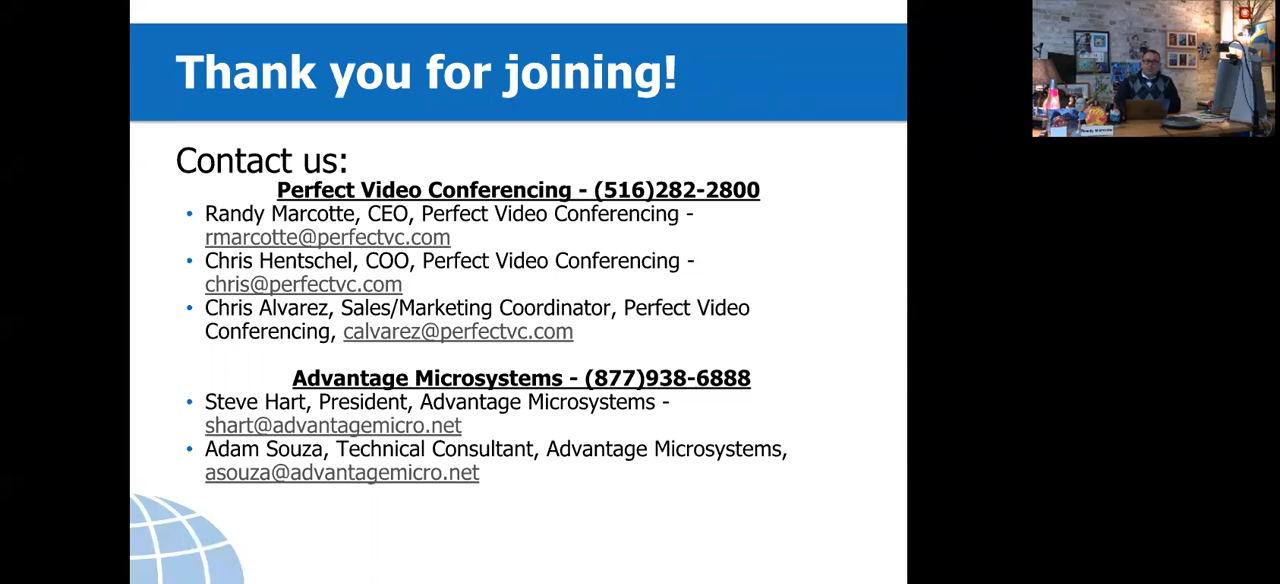 Thank you for joining!
Contact us:
Perfect Video Conferencing - (516)282-2800
• Randy Marcotte, CEO, Perfect Video Conferencing -
rmarcotte@perfectvc.com
• Chris Hentschel, COO, Perfect Video Conferencing -
chris@perfectvc.com
• Chris Alvarez, Sales/Marketing Coordinator, Perfect Video
Conferencing, calvarez@perfectvc.com
Advantage Microsystems - (877)938-6888
• Steve Hart, President, Advantage Microsystems -
shart@advantagemicro.net
• Adam Souza, Technical Consultant, Advantage Microsystems,
asouza@advantagemicro.net
Randy Marcotte